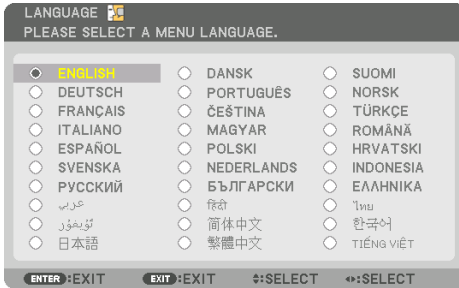 LANGUAGE
PLEASE SELECT A MENU LANGUAGE.
ENGLISH DANSK SUOMI
DEUTSCH PORTUGUÊS NORSK
FRANÇAIS ČEŠTINA TÜRKÇE
ITALIANO MAGYAR ROMÂNĂ
ESPAÑOL POLSKI HRVATSKI
SVENSKA NEDERLANDS INDONESIA
РУССКИЙ БЪЛГАРСКИ ΕΛΛΗΝΙΚΑ
عربي हिंदी ไทย
ئۇيغۇر 简体中文 한국어
日本語 繁體中文 TIẾNG VIỆT
ENTER:EXIT EXIT:EXIT :SELECT :SELECT